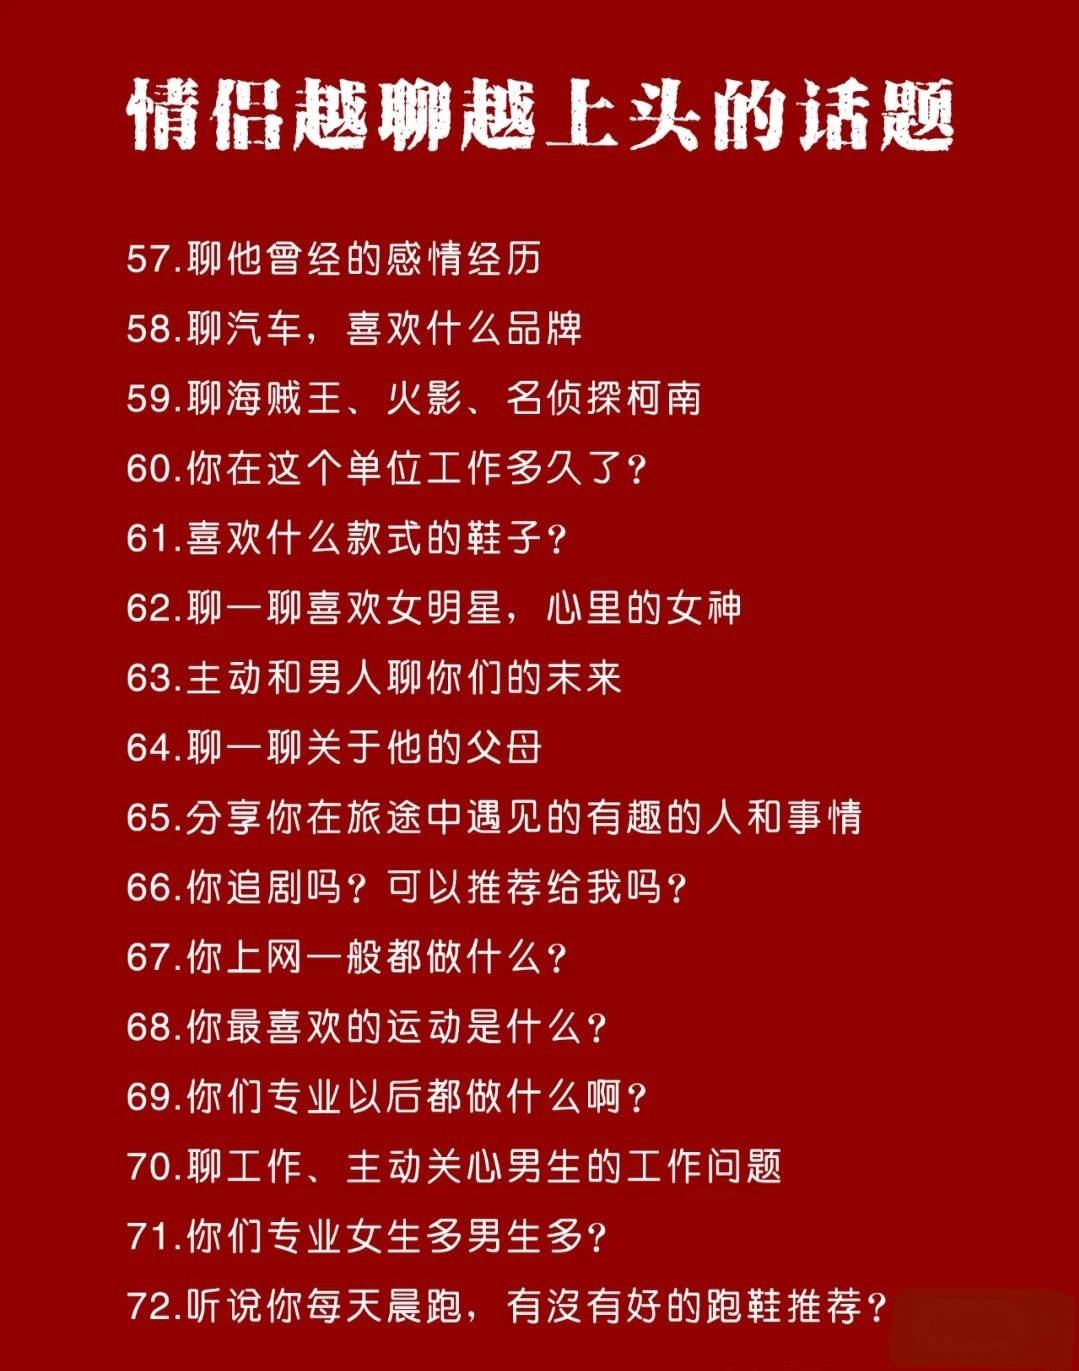 情侣越聊越上头的话题
57.聊他曾经的感情经历
58.聊汽车，喜欢什么品牌
59.聊海贼王、火影、名侦探柯南
60.你在这个单位工作多久了?
61.喜欢什么款式的鞋子?
62.聊一聊喜欢女明星，心里的女神
63.主动和男人聊你们的末来
64.聊一聊关于他的父母
65.分享你在旅途中遇见的有趣的人和事情
66.你追剧吗? 可以推荐给我吗?
67.你上网一般都做什么?
68.你最喜欢的运动是什么?
69.你们专业以后都做什么啊?
70.聊工作、主动关心男生的工作问题
71.你们专业女生多男生多?
72.听说你每天晨跑，有沒有好的跑鞋推荐?